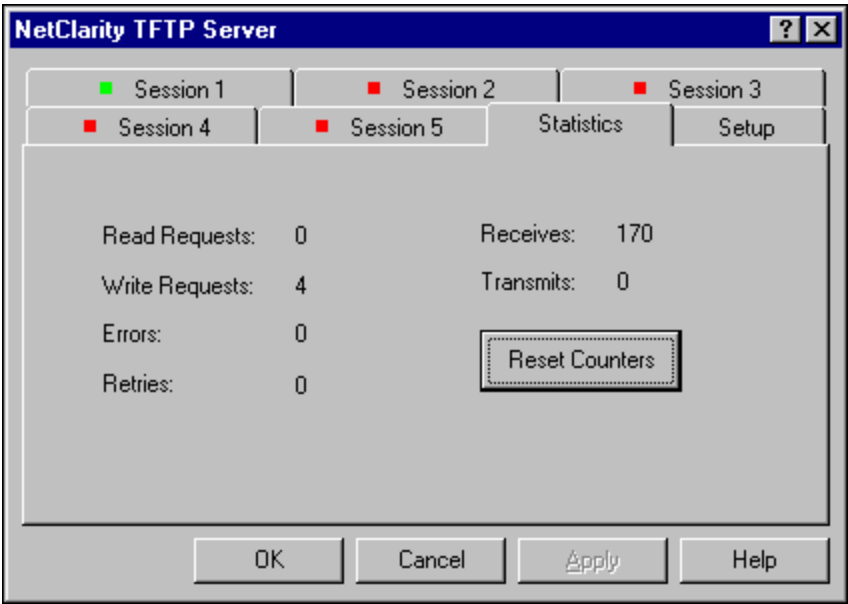 NetClarity TFTP Server
Session 1 Session 2 Session 3
Session 4 Session 5 Statistics Setup
Read Requests: 0 Receives: 170
Write Requests: 4 Transmits: 0
Errors: 0
Reset Counters
Retries: 0
OK Cancel Apply Help